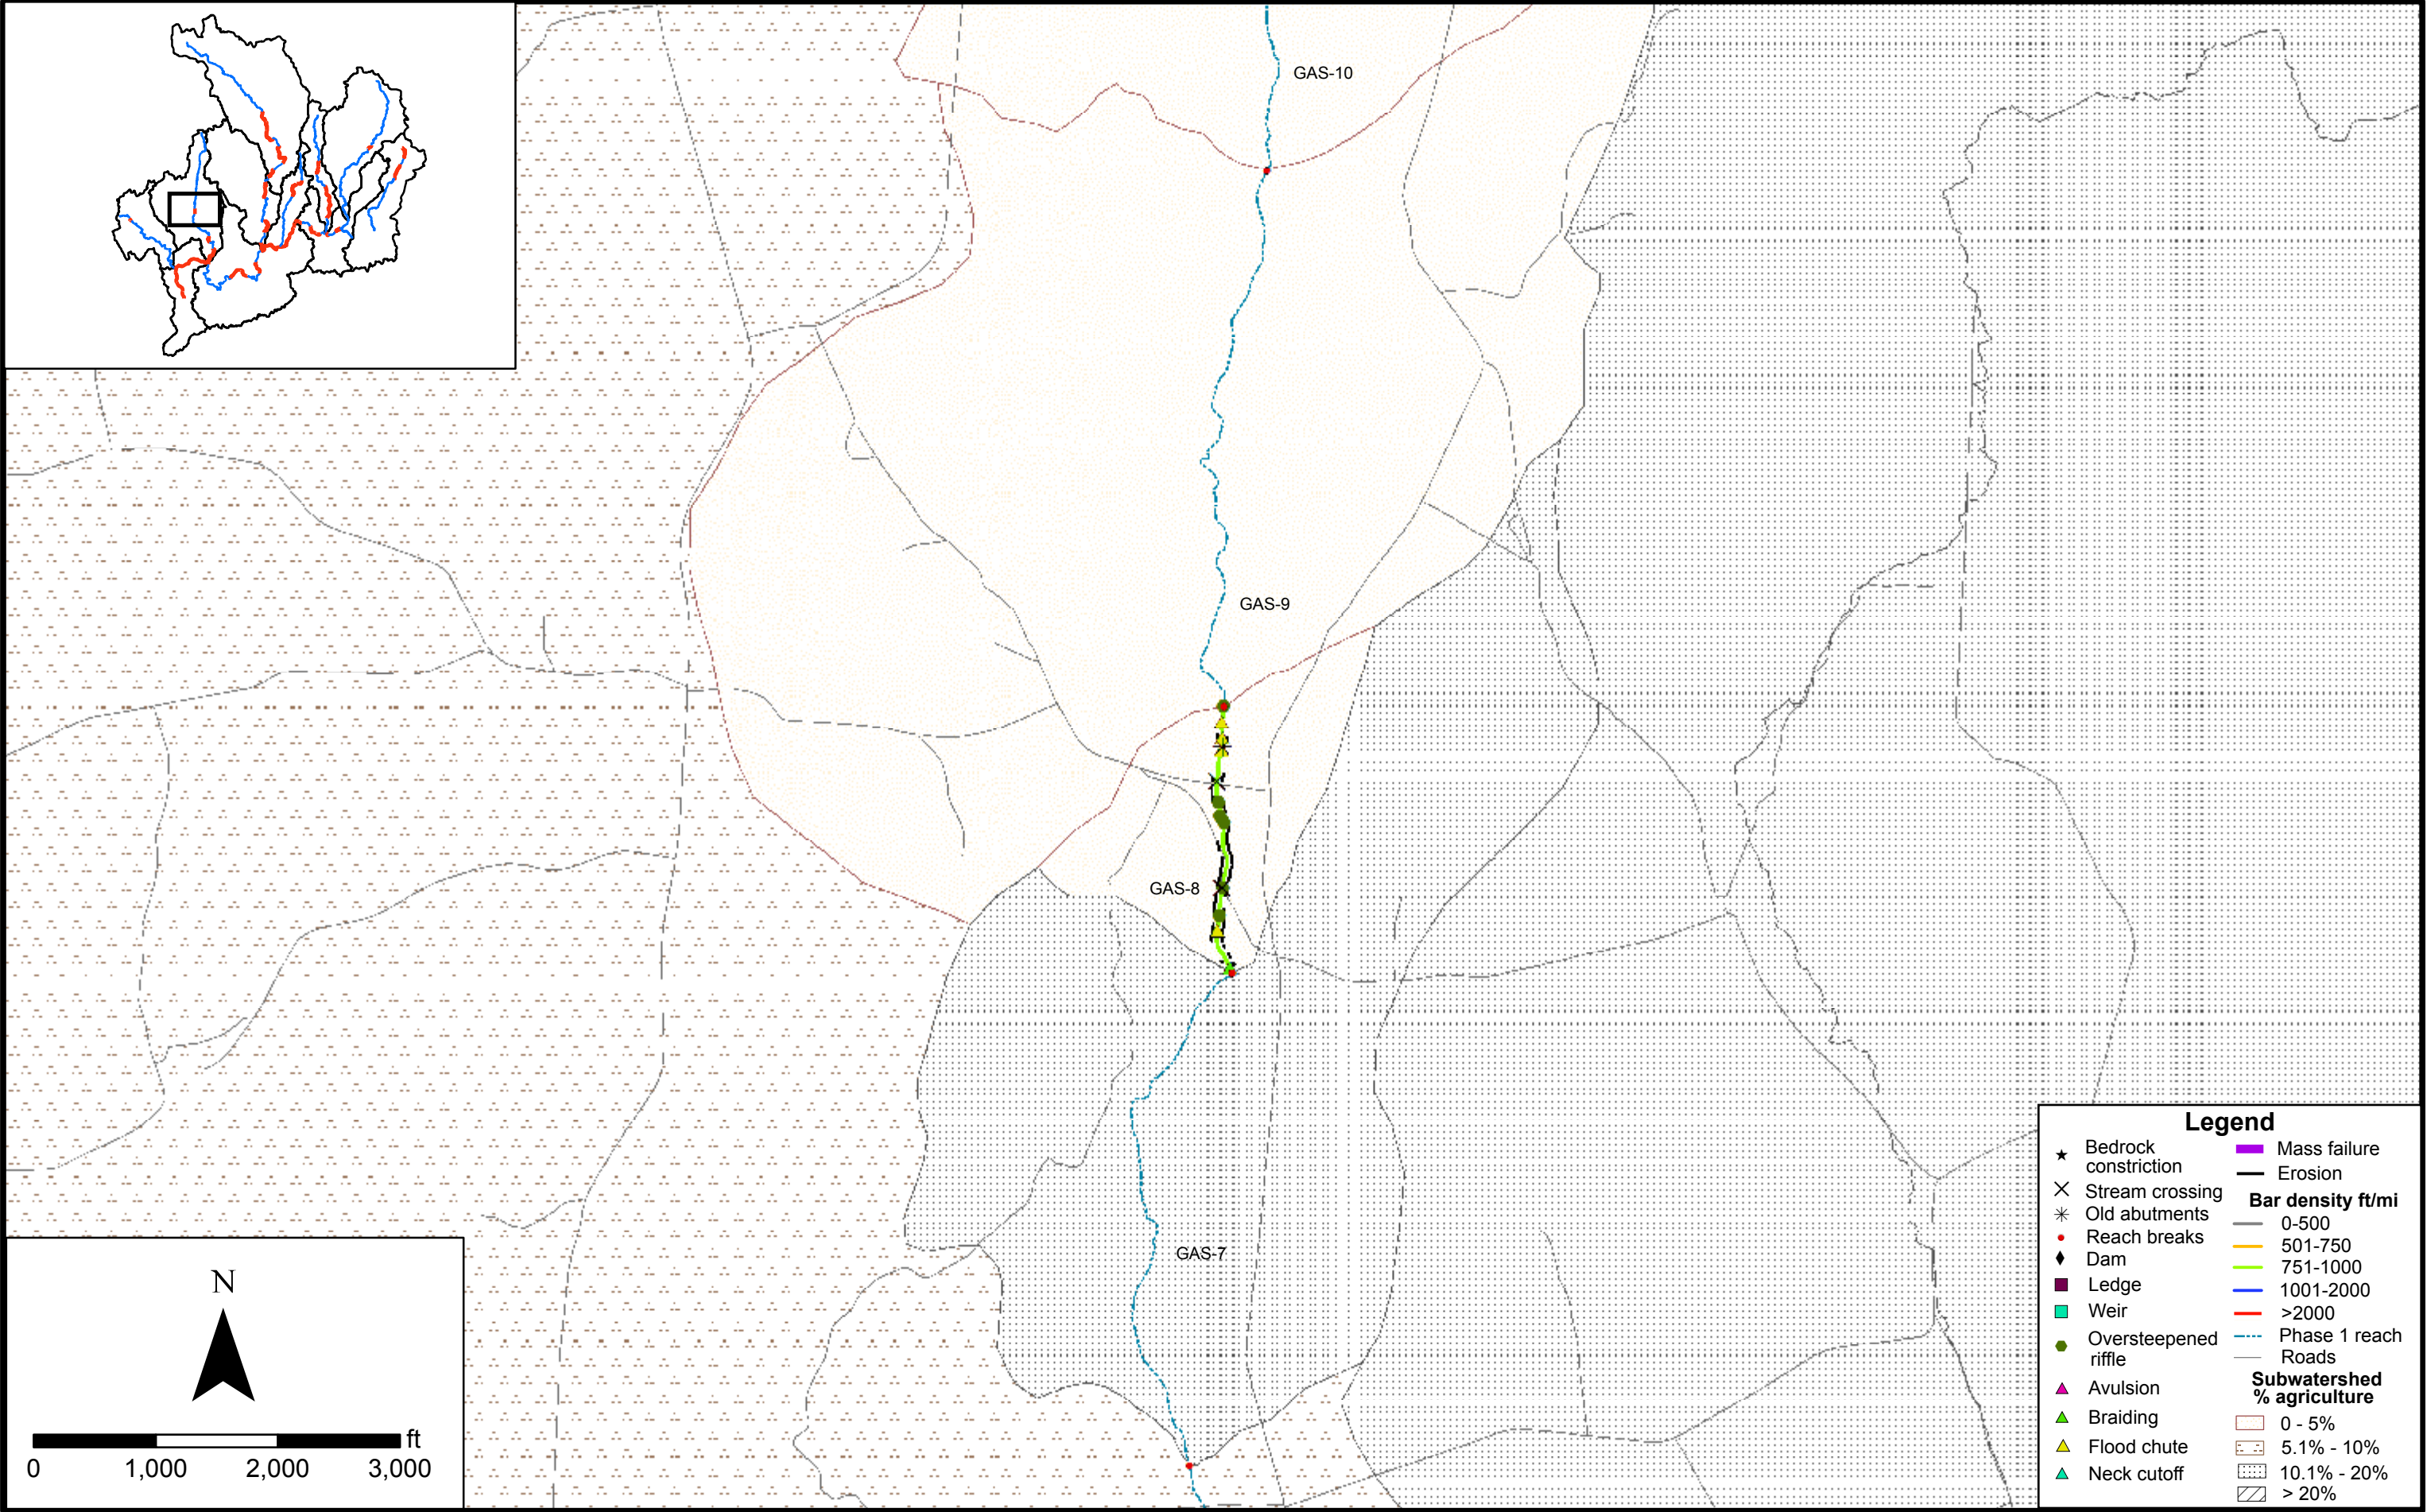 GAS-10
GAS-9
GAS-8
GAS-7
N
ft
0 1,000 2,000 3,000
Legend
Bedrock
constriction
Stream crossing
Old abutments
Reach breaks
Dam
Ledge
Weir
Oversteepened
riffle
Avulsion
Braiding
Flood chute
Neck cutoff
Mass failure
Erosion
Bar density ft/mi
0-500
501-750
751-1000
1001-2000
>2000
Phase 1 reach
Roads
Subwatershed
% agriculture
0 - 5%
5.1% - 10%
10.1% - 20%
> 20%